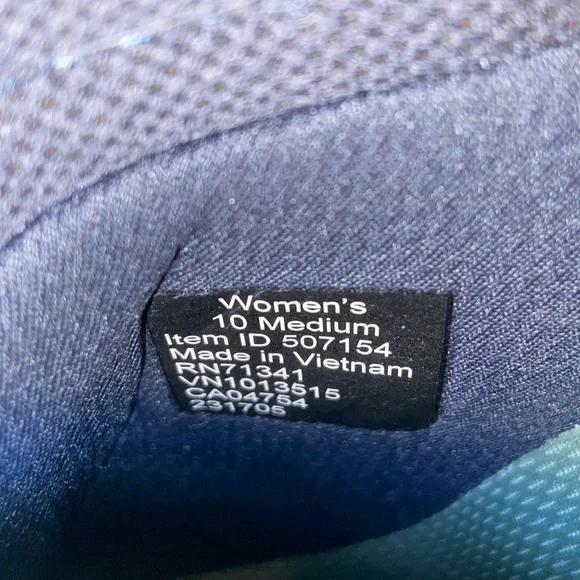 Women's
10 Medium
Item ID 507154
Made in Vietnam
RN71341
VN1013515
CA04754
231705